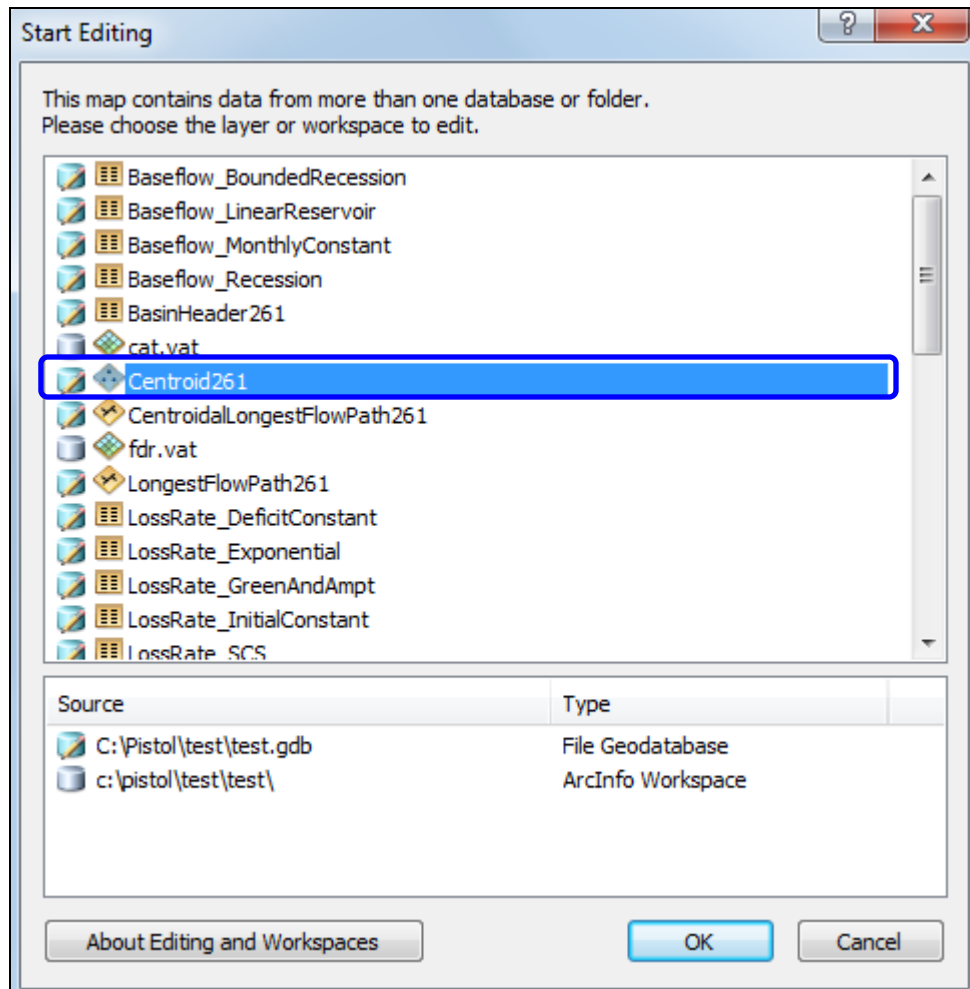 Start Editing
This map contains data from more than one database or folder.
Please choose the layer or workspace to edit.
Baseflow_BoundedRecession
Baseflow_LinearReservoir
Baseflow_MonthlyConstant
Baseflow_Recession
BasinHeader261
cat.vat
Centroid261
CentroidalLongestFlowPath261
fdr.vat
LongestFlowPath261
LossRate_DeficitConstant
LossRate_Exponential
LossRate_GreenAndAmpt
LossRate_InitialConstant
LossRate_SCS
Source Type
C:\Pistol\test\test.gdb File Geodatabase
c:\pistol\test\test\ ArcInfo Workspace
About Editing and Workspaces OK Cancel